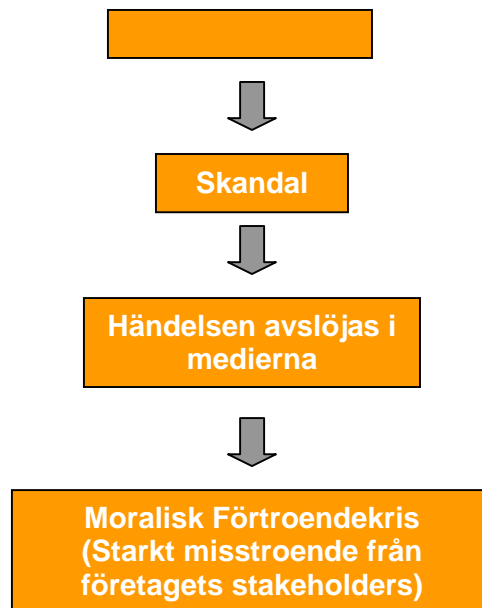 Skandal
Händelsen avslöjas i
medierna
Moralisk Förtroendekris
(Starkt misstroende från
företagets stakeholders)